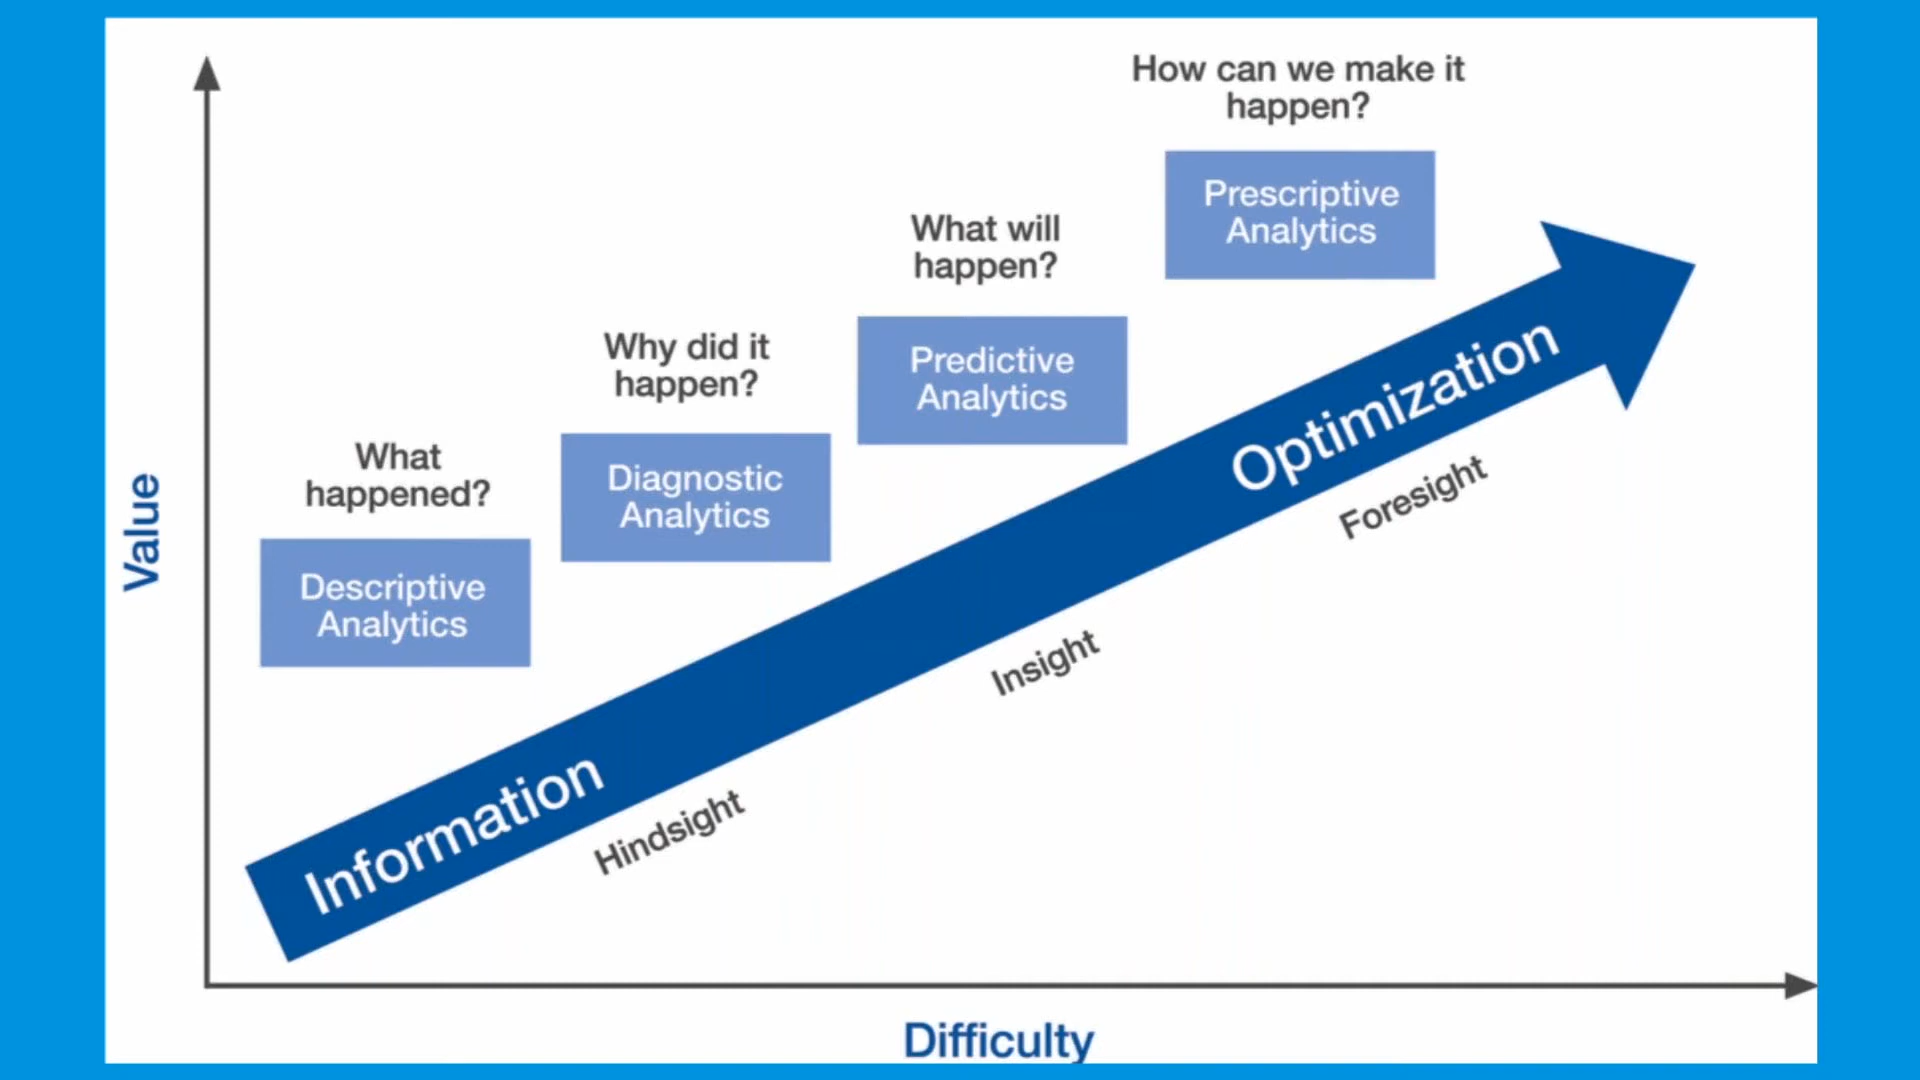 How can we make it
happen?
Prescriptive
Analytics
What will
happen?
Predictive
Analytics
Why did it
happen?
Diagnostic
Analytics
What
happened?
Descriptive
Analytics
Value
Optimization
Foresight
Insight
Information
Hindsight
Difficulty